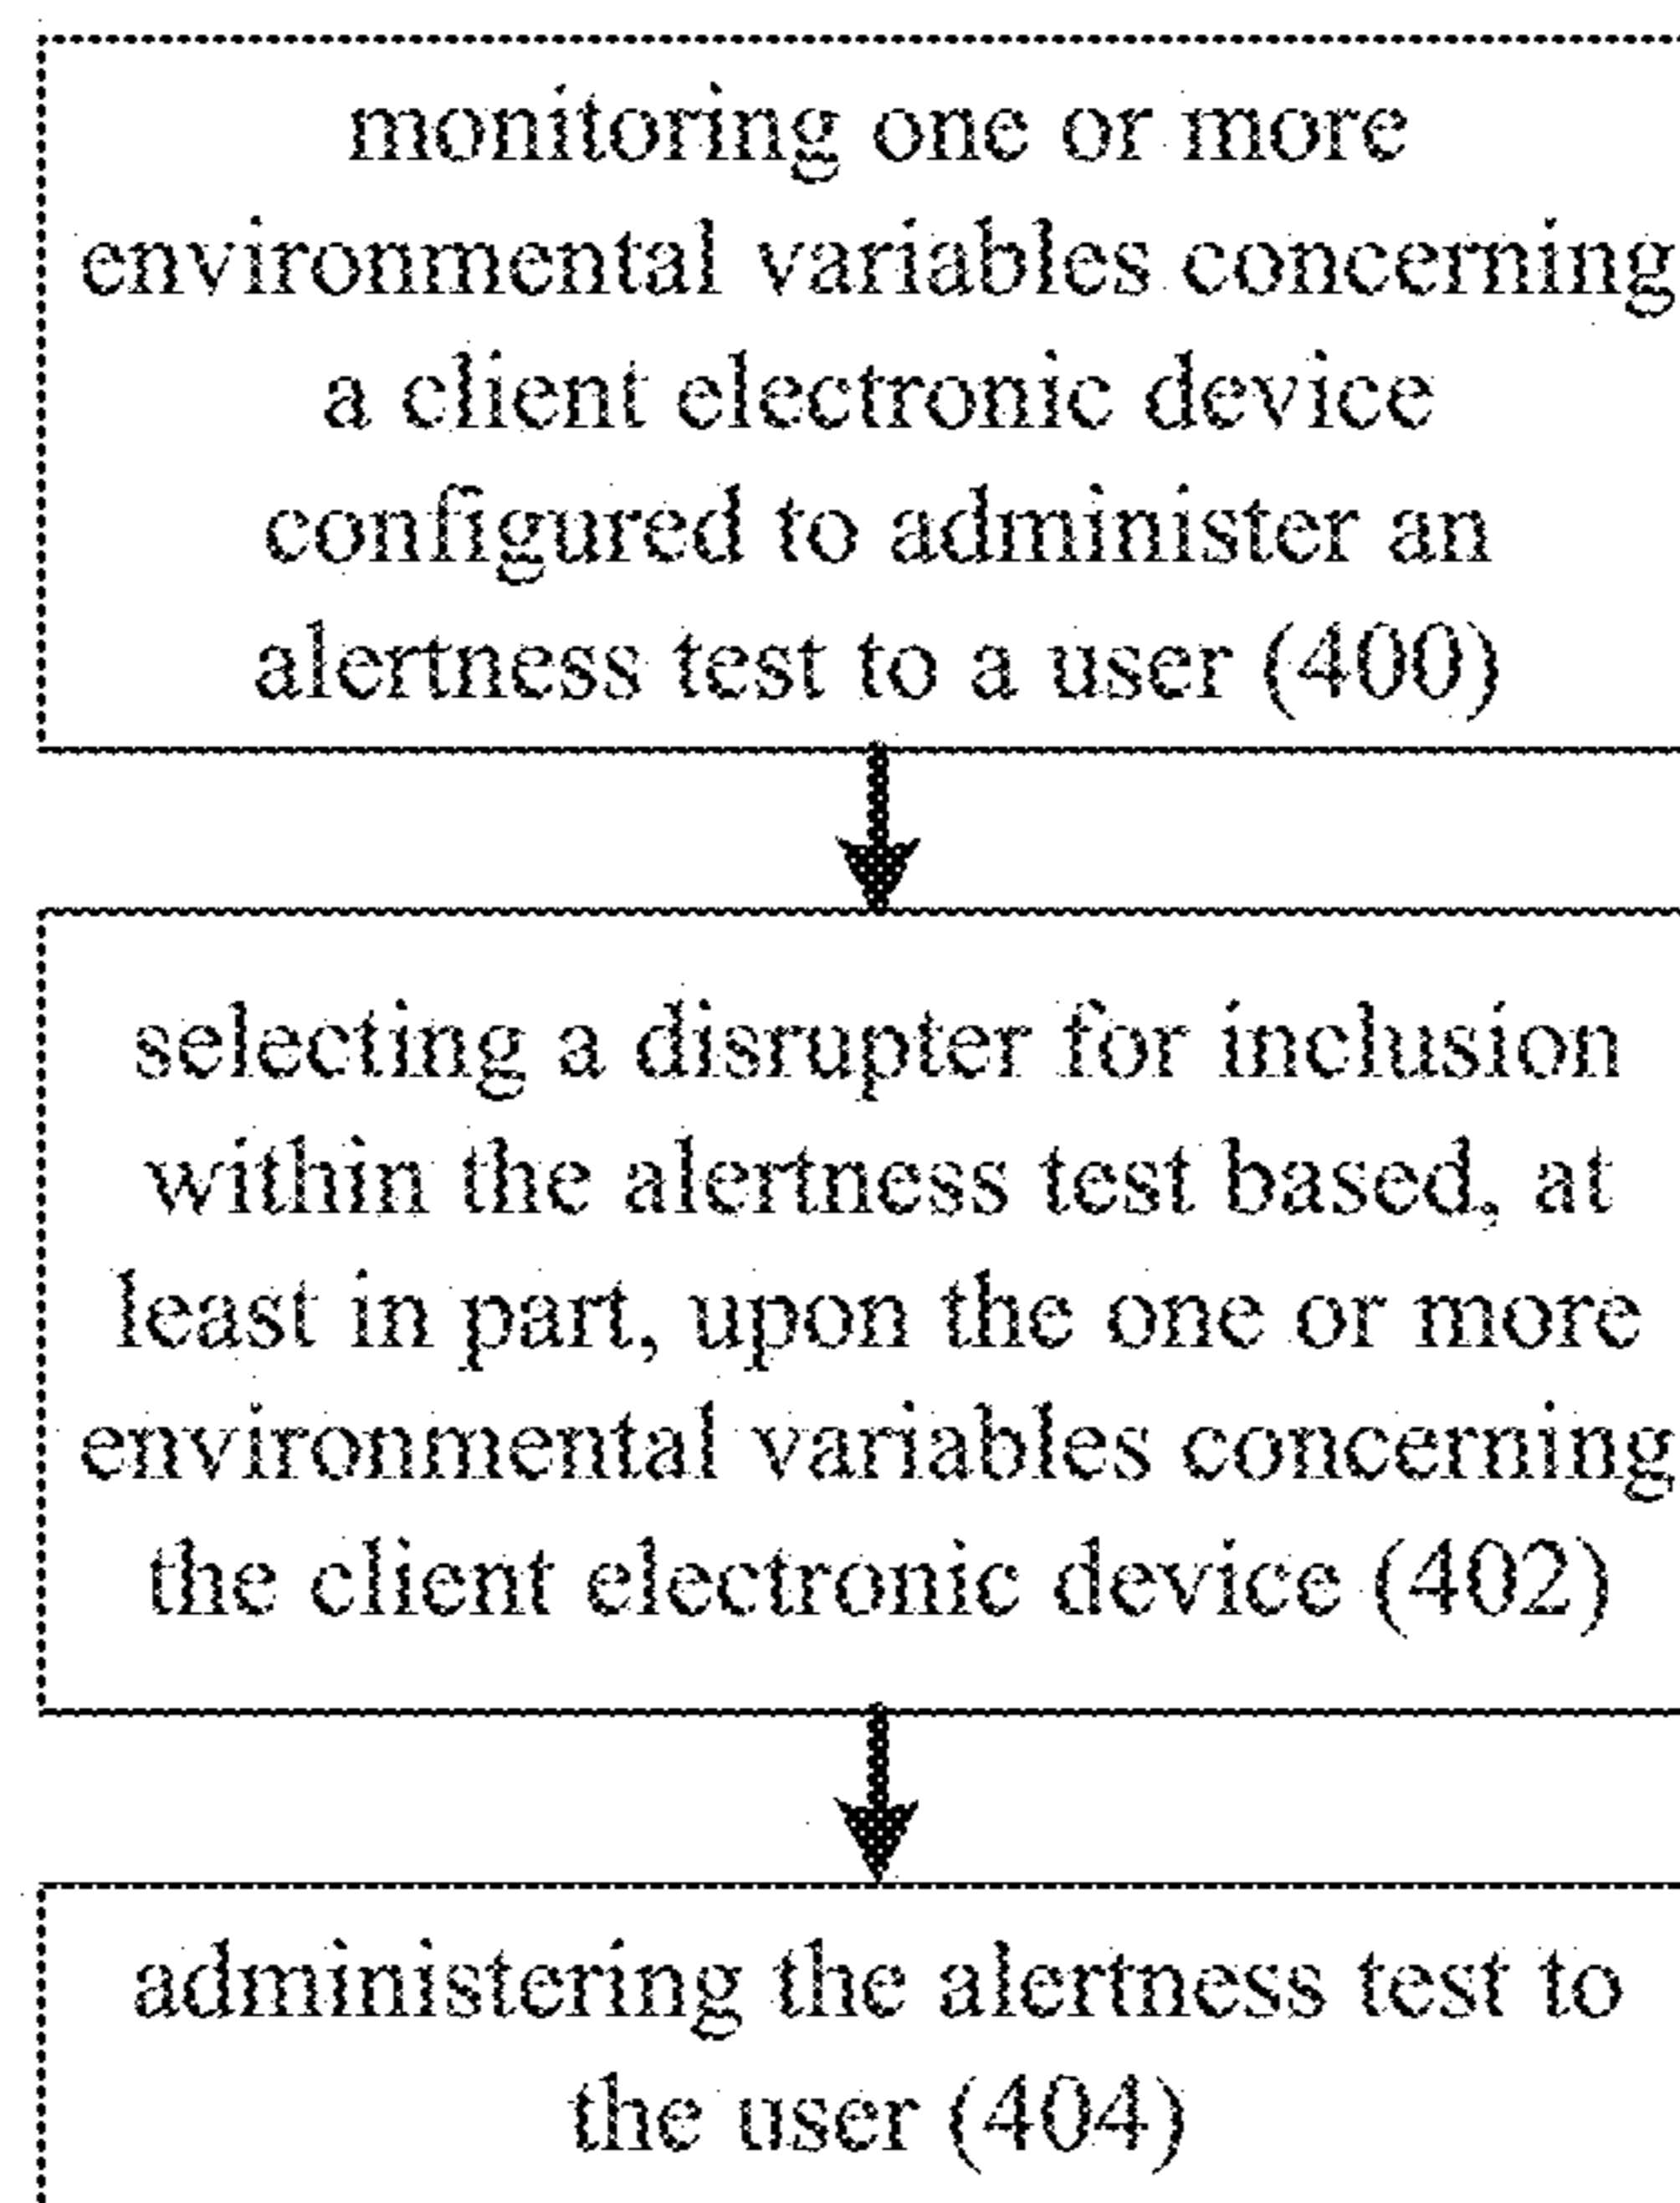 monitoring one or more
environmental variables concerning
a client electronic device
configured to administer an
alertness test to a user (400)
selecting a disrupter for inclusion
within the alertness test based, at
least in part, upon the one or more
environmental variables concerning
the client electronic device (402)
administering the alertness test to
the user (404)